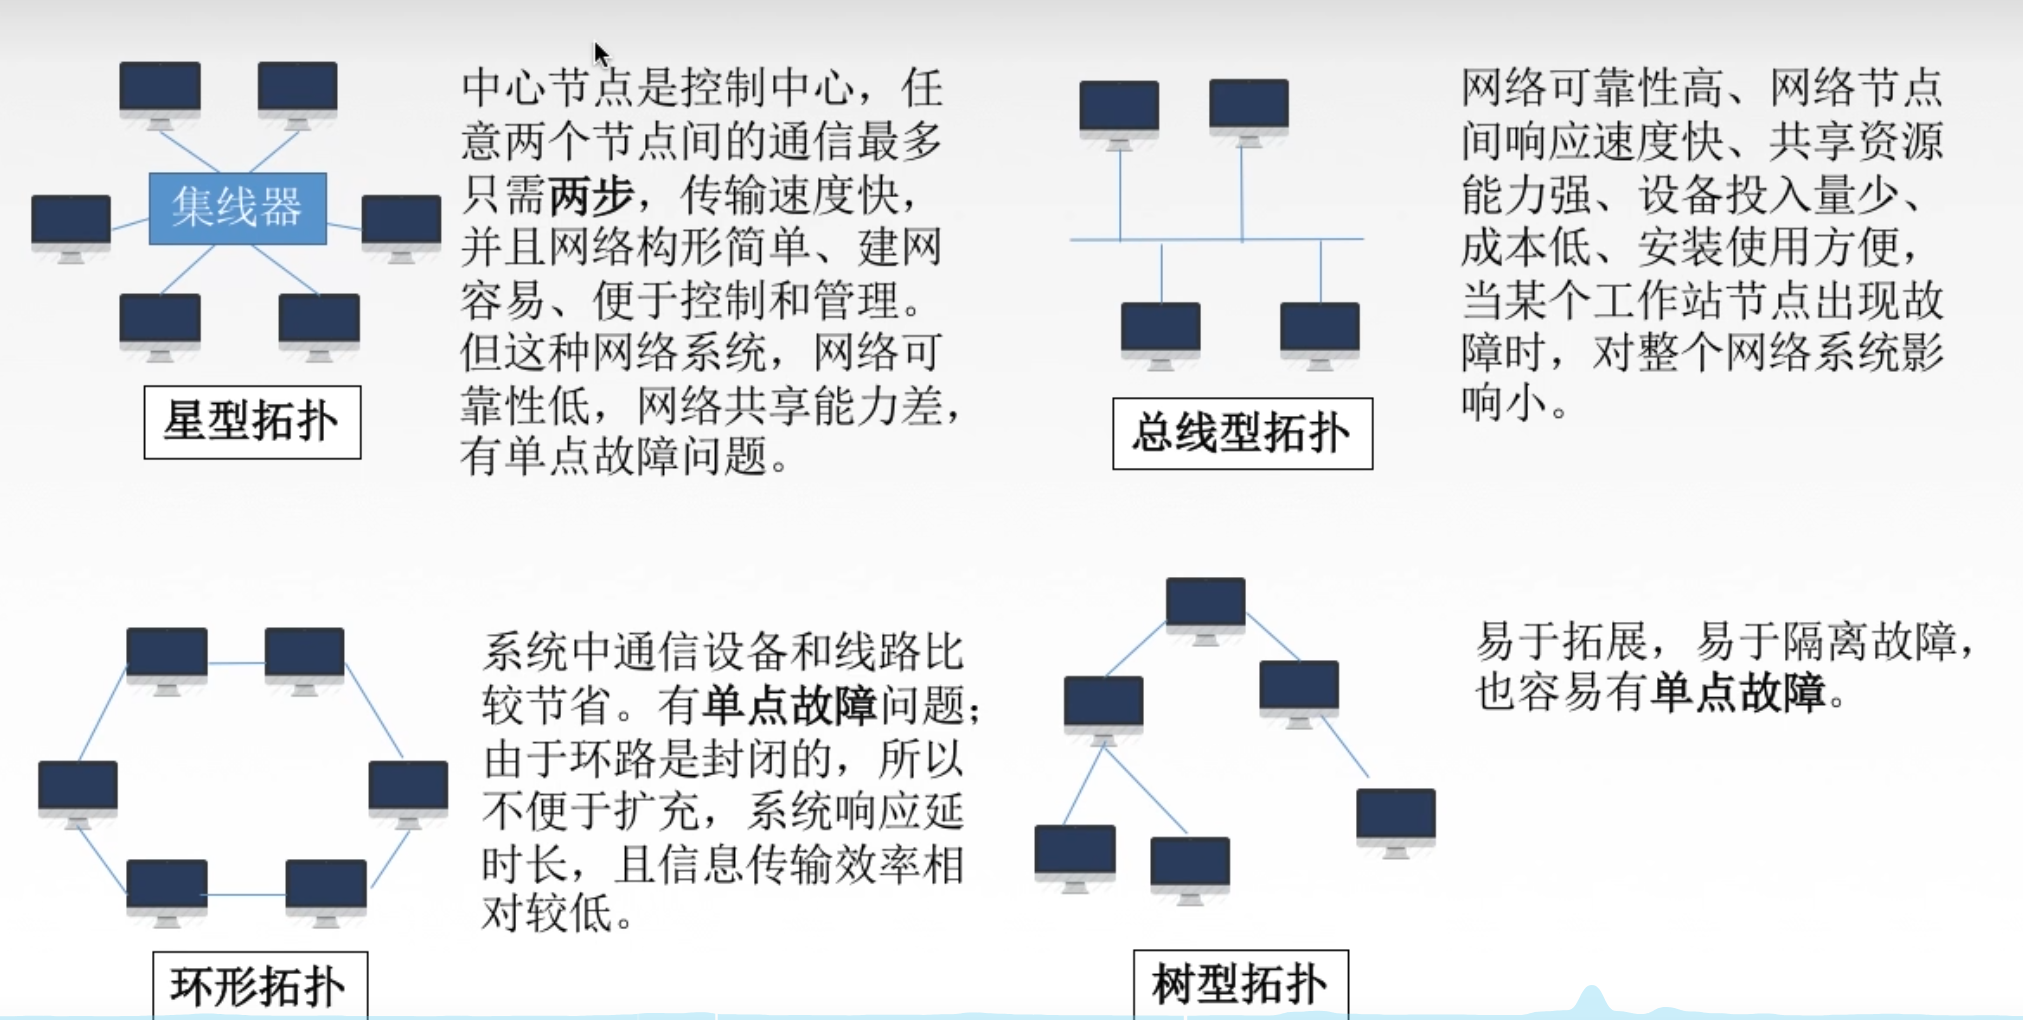 集线器
星型拓扑
中心节点是控制中心，任
意两个节点间的通信最多
只需两步，传输速度快，
并且网络构形简单、建网
容易、便于控制和管理。
但这种网络系统，网络可
靠性低，网络共享能力差，
有单点故障问题。
总线型拓扑
网络可靠性高、网络节点
间响应速度快、共享资源
能力强、设备投入量少、
成本低、安装使用方便，
当某个工作站节点出现故
障时，对整个网络系统影
响小。
环形拓扑
系统中通信设备和线路比
较节省。有单点故障问题；
由于环路是封闭的，所以
不便于扩充，系统响应延
时长，且信息传输效率相
对较低。
树型拓扑
易于拓展，易于隔离故障，
也容易有单点故障。